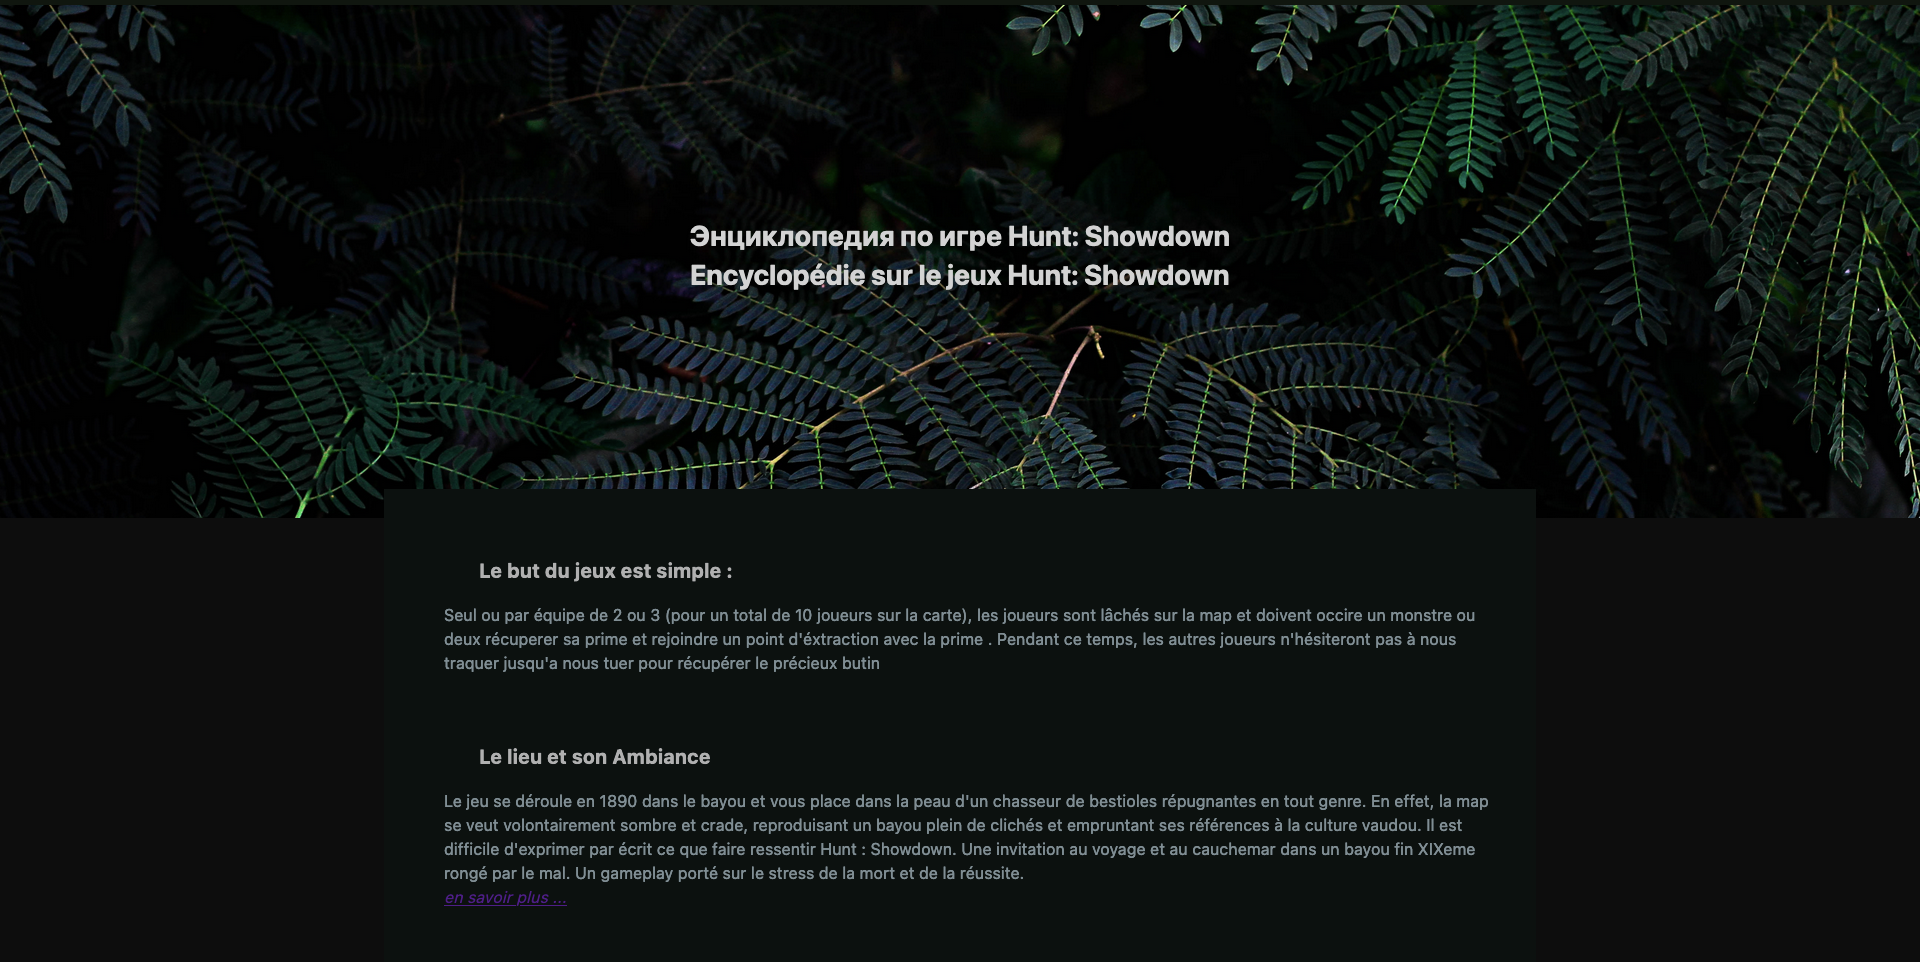 Энциклопедия по игре Hunt: Showdown
Encyclopédie sur le jeux Hunt: Showdown
Le but du jeux est simple :
Seul ou par équipe de 2 ou 3 (pour un total de 10 joueurs sur la carte), les joueurs sont lâchés sur la map et doivent occire un monstre ou
deux récuperer sa prime et rejoindre un point d'éxtraction avec la prime . Pendant ce temps, les autres joueurs n'hésiteront pas à nous
traquer jusqu'a nous tuer pour récupérer le précieux butin
Le lieu et son Ambiance
Le jeu se déroule en 1890 dans le bayou et vous place dans la peau d'un chasseur de bestioles répugnantes en tout genre. En effet, la map
se veut volontairement sombre et crade, reproduisant un bayou plein de clichés et empruntant ses références à la culture vaudou. Il est
difficile d'exprimer par écrit ce que faire ressentir Hunt : Showdown. Une invitation au voyage et au cauchemar dans un bayou fin XIXeme
rongé par le mal. Un gameplay porté sur le stress de la mort et de la réussite.
en savoir plus ...